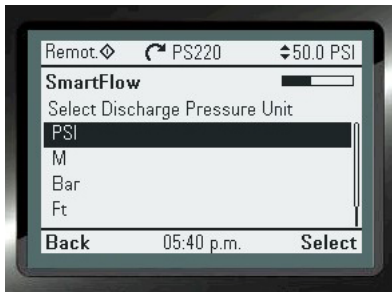 Remot. PS220 50.0 PSI
SmartFlow
Select Discharge Pressure Unit
PSI
M
Bar
Ft
Back 05:40 p.m. Select